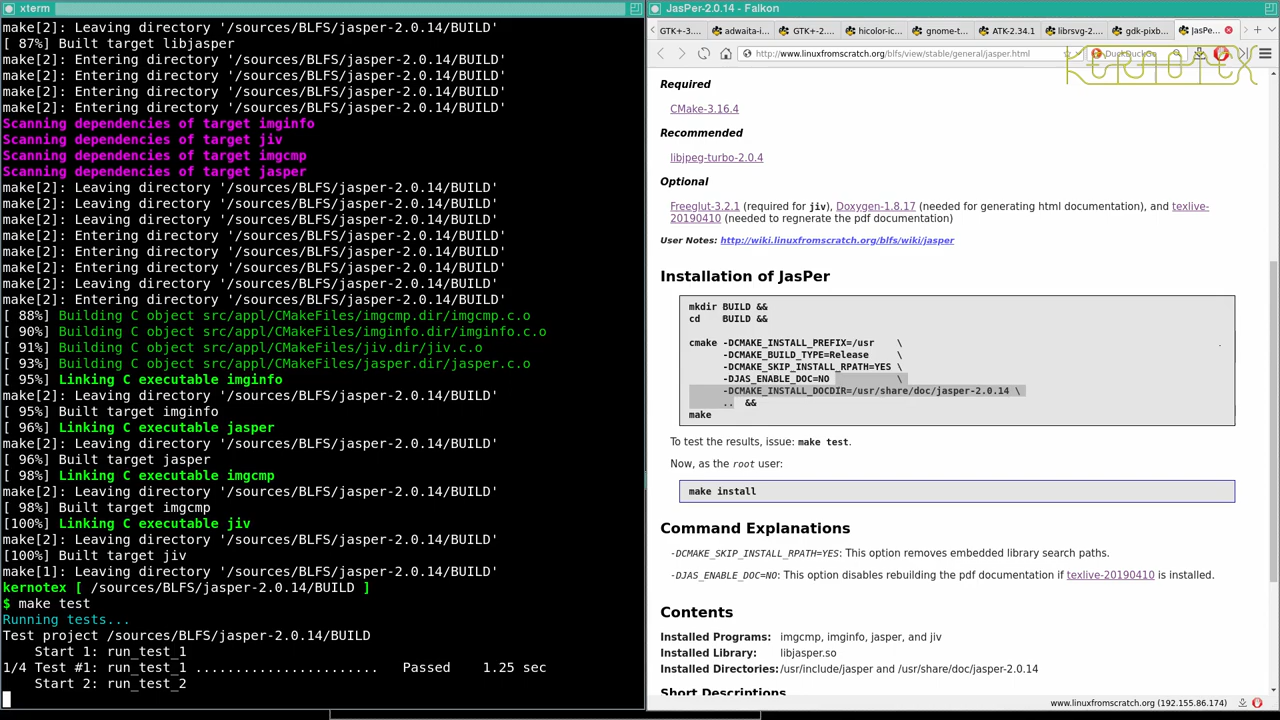 xterm
make[2]: Leaving directory '/sources/BLFS/jasper-2.0.14/BUILD'
[ 87%] Built target libjasper
make[2]: Entering directory '/sources/BLFS/jasper-2.0.14/BUILD'
make[2]: Entering directory '/sources/BLFS/jasper-2.0.14/BUILD'
make[2]: Entering directory '/sources/BLFS/jasper-2.0.14/BUILD'
make[2]: Entering directory '/sources/BLFS/jasper-2.0.14/BUILD'
Scanning dependencies of target imginfo
Scanning dependencies of target jiv
Scanning dependencies of target imgcmp
Scanning dependencies of target jasper
make[2]: Leaving directory '/sources/BLFS/jasper-2.0.14/BUILD'
make[2]: Leaving directory '/sources/BLFS/jasper-2.0.14/BUILD'
make[2]: Leaving directory '/sources/BLFS/jasper-2.0.14/BUILD'
make[2]: Entering directory '/sources/BLFS/jasper-2.0.14/BUILD'
make[2]: Leaving directory '/sources/BLFS/jasper-2.0.14/BUILD'
make[2]: Entering directory '/sources/BLFS/jasper-2.0.14/BUILD'
make[2]: Entering directory '/sources/BLFS/jasper-2.0.14/BUILD'
make[2]: Entering directory '/sources/BLFS/jasper-2.0.14/BUILD'
[ 88%] Building C object src/appl/CMakeFiles/imgcmp.dir/imgcmp.c.o
[ 90%] Building C object src/appl/CMakeFiles/imginfo.dir/imginfo.c.o
[ 91%] Building C object src/appl/CMakeFiles/jiv.dir/jiv.c.o
[ 93%] Building C object src/appl/CMakeFiles/jasper.dir/jasper.c.o
[ 95%] Linking C executable imginfo
make[2]: Leaving directory '/sources/BLFS/jasper-2.0.14/BUILD'
[ 95%] Built target imginfo
[ 96%] Linking C executable jasper
make[2]: Leaving directory '/sources/BLFS/jasper-2.0.14/BUILD'
[ 96%] Built target jasper
[ 98%] Linking C executable imgcmp
make[2]: Leaving directory '/sources/BLFS/jasper-2.0.14/BUILD'
[ 98%] Built target imgcmp
[100%] Linking C executable jiv
make[2]: Leaving directory '/sources/BLFS/jasper-2.0.14/BUILD'
[100%] Built target jiv
make[1]: Leaving directory '/sources/BLFS/jasper-2.0.14/BUILD'
kernotex [ /sources/BLFS/jasper-2.0.14/BUILD ]
$ make test
Running tests...
Test project /sources/BLFS/jasper-2.0.14/BUILD
Start 1: run_test_1
1/4 Test #1: run_test_1 ....................... Passed 1.25 sec
Start 2: run_test_2
JasPer-2.0.14 - Falkon
GTK+-3.... adwaita-i... GTK+-2.... hicolor-ic... gnome-t... ATK-2.34.1 librsvg-2.... gdk-pixb... JasPe...
http://www.linuxfromscratch.org/blfs/view/stable/general/jasper.html DuckDuckGo
KERNOTEX
Required
CMake-3.16.4
Recommended
libjpeg-turbo-2.0.4
Optional
Freeglut-3.2.1 (required for jiv), Doxygen-1.8.17 (needed for generating html documentation), and texlive-
20190410 (needed to regnerate the pdf documentation)
User Notes: http://wiki.linuxfromscratch.org/blfs/wiki/jasper
Installation of JasPer
mkdir BUILD &&
cd BUILD &&
cmake -DCMAKE_INSTALL_PREFIX=/usr \
-DCMAKE_BUILD_TYPE=Release \
-DCMAKE_SKIP_INSTALL_RPATH=YES \
-DJAS_ENABLE_DOC=NO \
-DCMAKE_INSTALL_DOCDIR=/usr/share/doc/jasper-2.0.14 \
.. &&
make
To test the results, issue: make test.
Now, as the root user:
make install
Command Explanations
-DCMAKE_SKIP_INSTALL_RPATH=YES: This option removes embedded library search paths.
-DJAS_ENABLE_DOC=NO: This option disables rebuilding the pdf documentation if texlive-20190410 is installed.
Contents
Installed Programs: imgcmp, imginfo, jasper, and jiv
Installed Library: libjasper.so
Installed Directories: /usr/include/jasper and /usr/share/doc/jasper-2.0.14
Short Descriptions
www.linuxfromscratch.org (192.155.86.174)